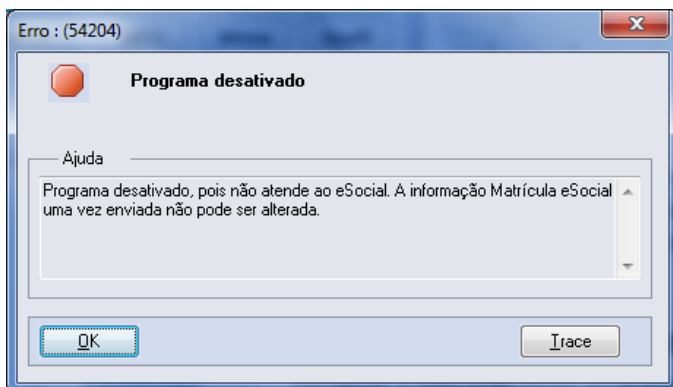 Erro : (54204)
Programa desativado
Ajuda
Programa desativado, pois não atende ao eSocial. A informação Matrícula eSocial
uma vez enviada não pode ser alterada.
OK
Trace